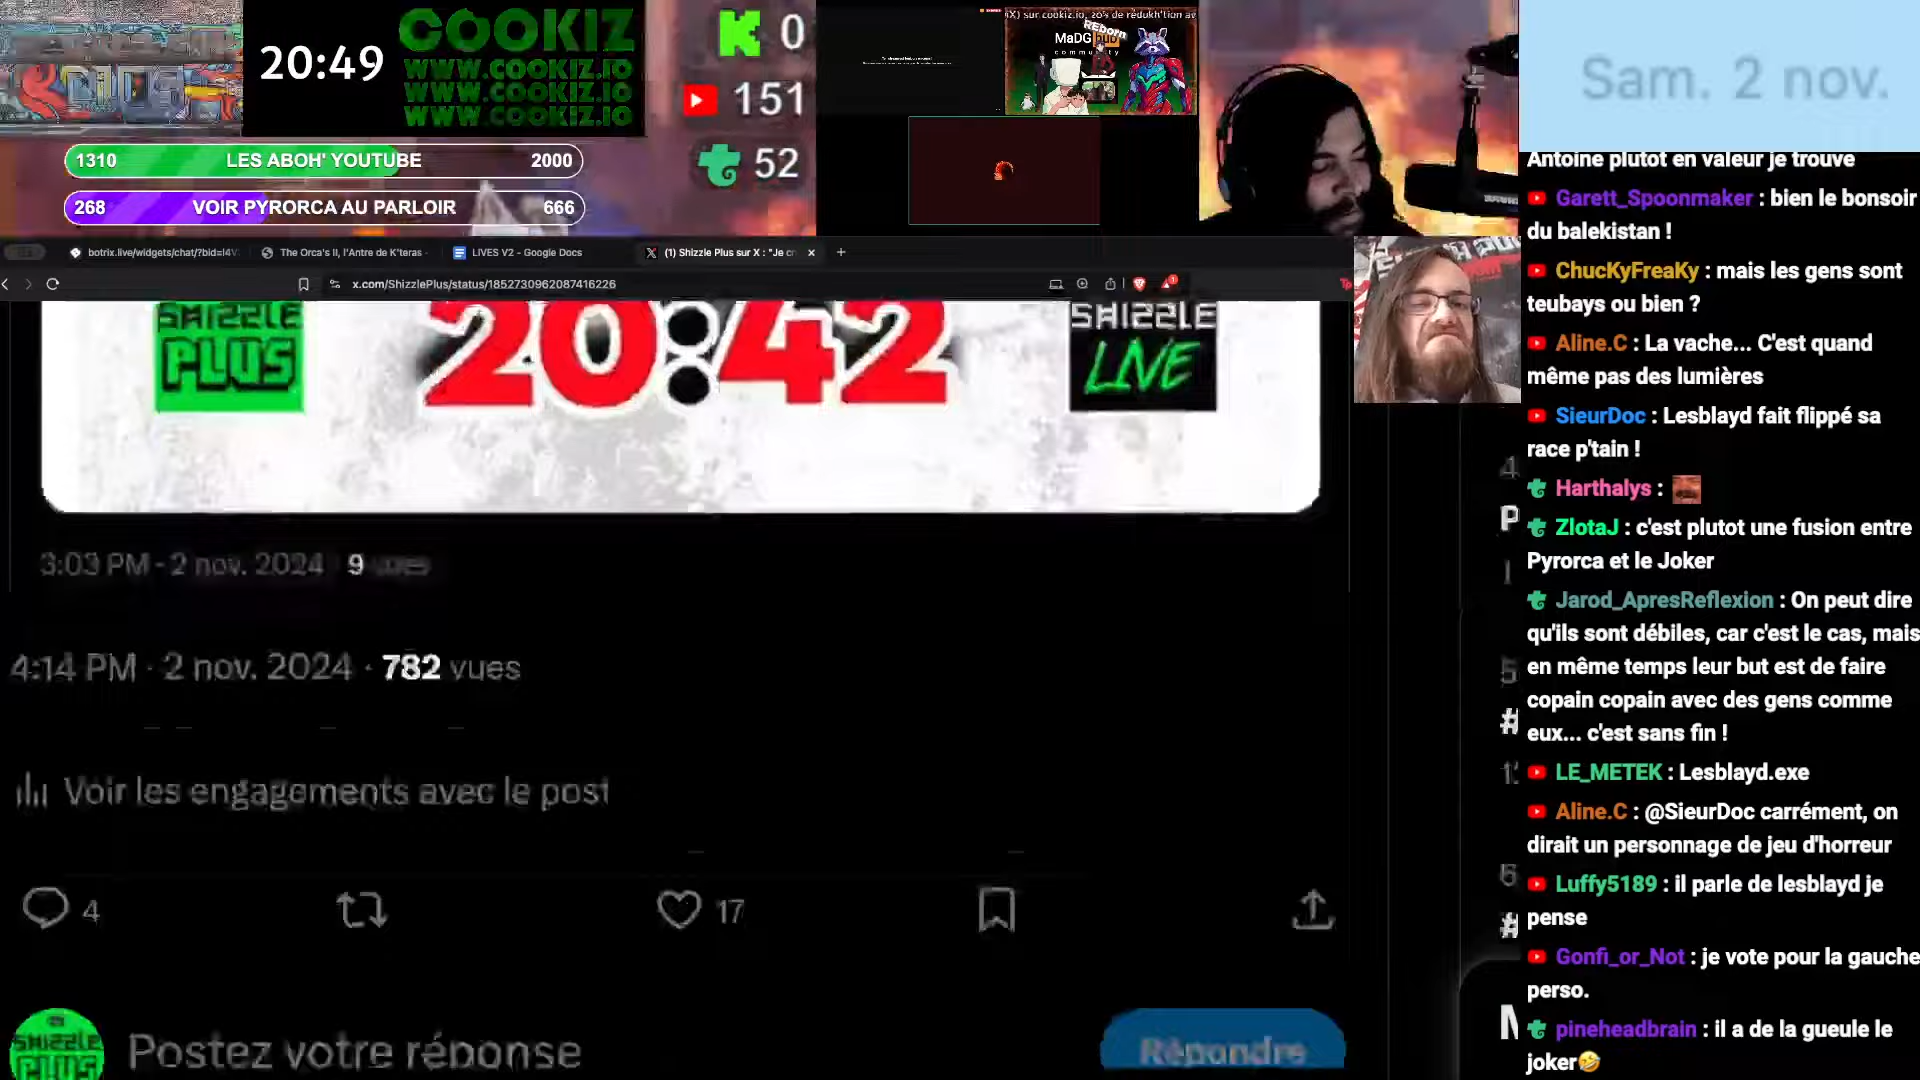 20:49
COOKIZ
WWW.COOKIZ.IO
WWW.COOKIZ.IO
WWW.COOKIZ.IO
0
151
52
1310 LES ABOH' YOUTUBE 2000
268 VOIR PYRORCA AU PARLOIR 666
REborn
MaDG hub
community
Sam. 2 nov.
botrix.live/widgets/chat/?bid=I4V
The Orca's II, l'Antre de K'teras
LIVES V2 - Google Docs
(1) Shizzle Plus sur X : "Je cr
x.com/ShizzlePlus/status/1852730962087416226
SHIZZLE
PLUS
20:42
SHIZZLE
LIVE
3:03 PM · 2 nov. 2024 · 9 vues
4:14 PM · 2 nov. 2024 · 782 vues
Voir les engagements avec le post
4
17
SHIZZLE
PLUS
Postez votre réponse
Répondre
Antoine plutot en valeur je trouve
Garett_Spoonmaker : bien le bonsoir
du balekistan !
ChucKyFreaKy : mais les gens sont
teubays ou bien ?
Aline.C : La vache... C'est quand
même pas des lumières
SieurDoc : Lesblayd fait flippé sa
race p'tain !
Harthalys :
ZlotaJ : c'est plutot une fusion entre
Pyrorca et le Joker
Jarod_ApresReflexion : On peut dire
qu'ils sont débiles, car c'est le cas, mais
en même temps leur but est de faire
copain copain avec des gens comme
eux... c'est sans fin !
LE_METEK : Lesblayd.exe
Aline.C : @SieurDoc carrément, on
dirait un personnage de jeu d'horreur
Luffy5189 : il parle de lesblayd je
pense
Gonfi_or_Not : je vote pour la gauche
perso.
pineheadbrain : il a de la gueule le
joker🤣